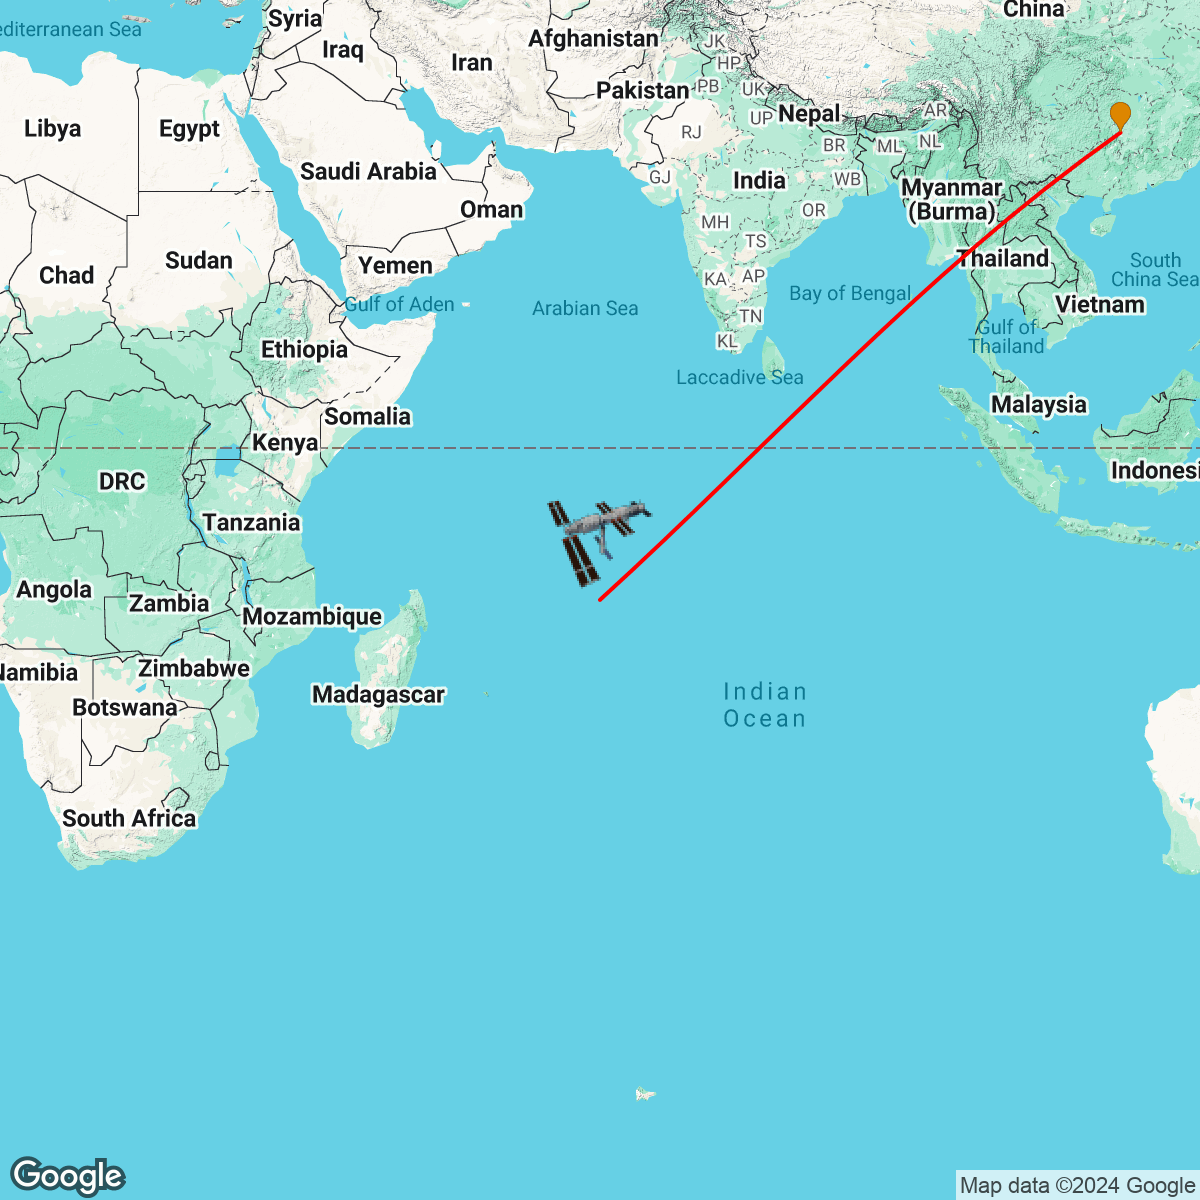 China
Syria
Mediterranean Sea
Afghanistan
JK
Iraq
Iran
HP
Pakistan
PB
UK
Nepal
AR
Libya
Egypt
RJ
UP
BR
ML
NL
Saudi Arabia
GJ
India
WB
Myanmar
(Burma)
Oman
MH
OR
Chad
Sudan
Yemen
TS
Thailand
South
China Sea
KA
AP
Bay of Bengal
Gulf of Aden
Arabian Sea
TN
Vietnam
KL
Gulf of
Thailand
Ethiopia
Laccadive Sea
Malaysia
Somalia
Kenya
DRC
Indonesi
Tanzania
Angola
Zambia
Mozambique
Namibia
Zimbabwe
Botswana
Madagascar
Indian
Ocean
South Africa
Google
Map data ©2024 Google